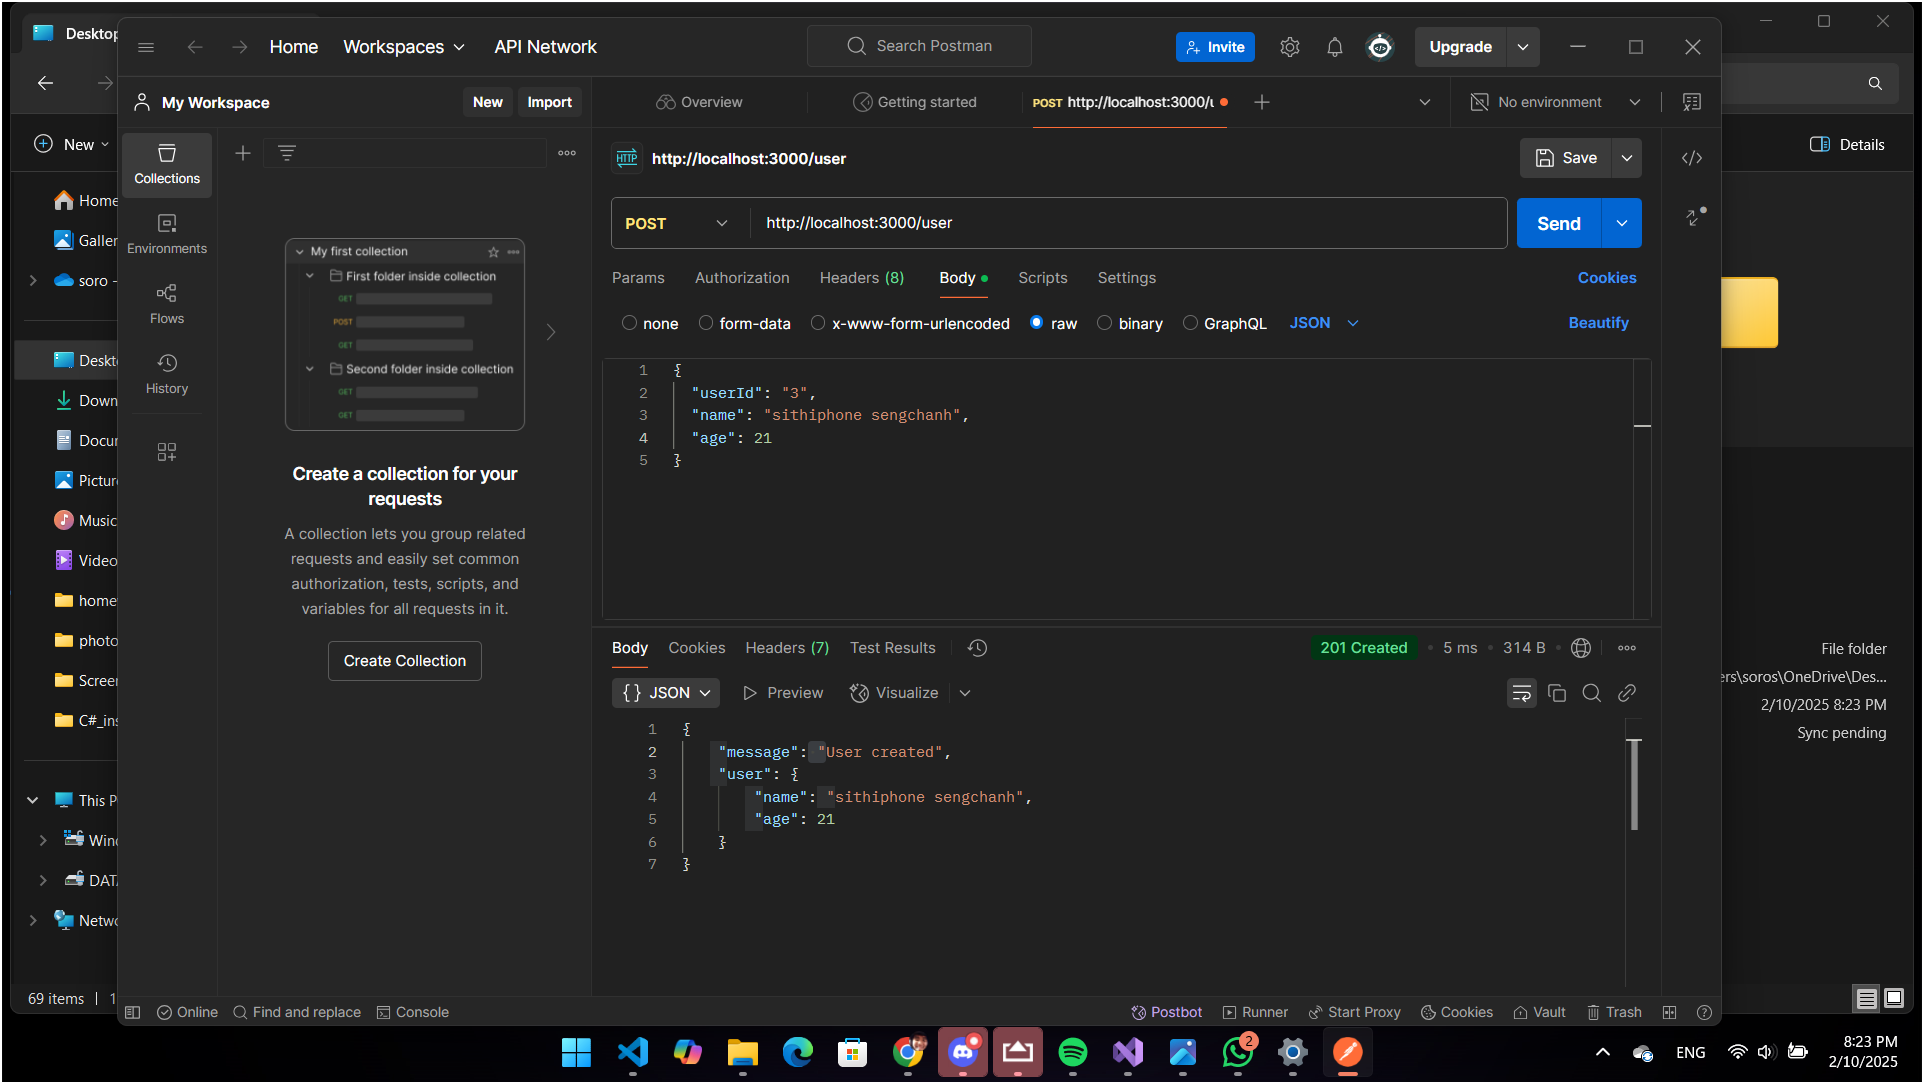 Desktop
Home
Workspaces
API Network
Search Postman
Invite
Upgrade
My Workspace
New
Import
Overview
Getting started
POST http://localhost:3000/u
No environment
New
Details
Collections
HTTP
http://localhost:3000/user
Save
Home
Environments
POST
http://localhost:3000/user
Send
Galler
My first collection
First folder inside collection
GET
POST
GET
Second folder inside collection
GET
GET
soro -
Flows
Params
Authorization
Headers (8)
Body
Scripts
Settings
Cookies
none
form-data
x-www-form-urlencoded
raw
binary
GraphQL
JSON
Beautify
Deskt
History
1 {
2 "userId": "3",
3 "name": "sithiphone sengchanh",
4 "age": 21
5 }
Down
Docur
Pictur
Music
Video
home
photo
Scree
C#_ins
Create a collection for your
requests
A collection lets you group related
requests and easily set common
authorization, tests, scripts, and
variables for all requests in it.
Create Collection
Body
Cookies
Headers (7)
Test Results
201 Created
5 ms
314 B
{} JSON
Preview
Visualize
1 {
2 "message": "User created",
3 "user": {
4 "name": "sithiphone sengchanh",
5 "age": 21
6 }
7 }
File folder
ers\soros\OneDrive\Des...
2/10/2025 8:23 PM
Sync pending
This P
Wind
DATA
Netwo
69 items
1
Online
Find and replace
Console
Postbot
Runner
Start Proxy
Cookies
Vault
Trash
2
ENG
8:23 PM
2/10/2025